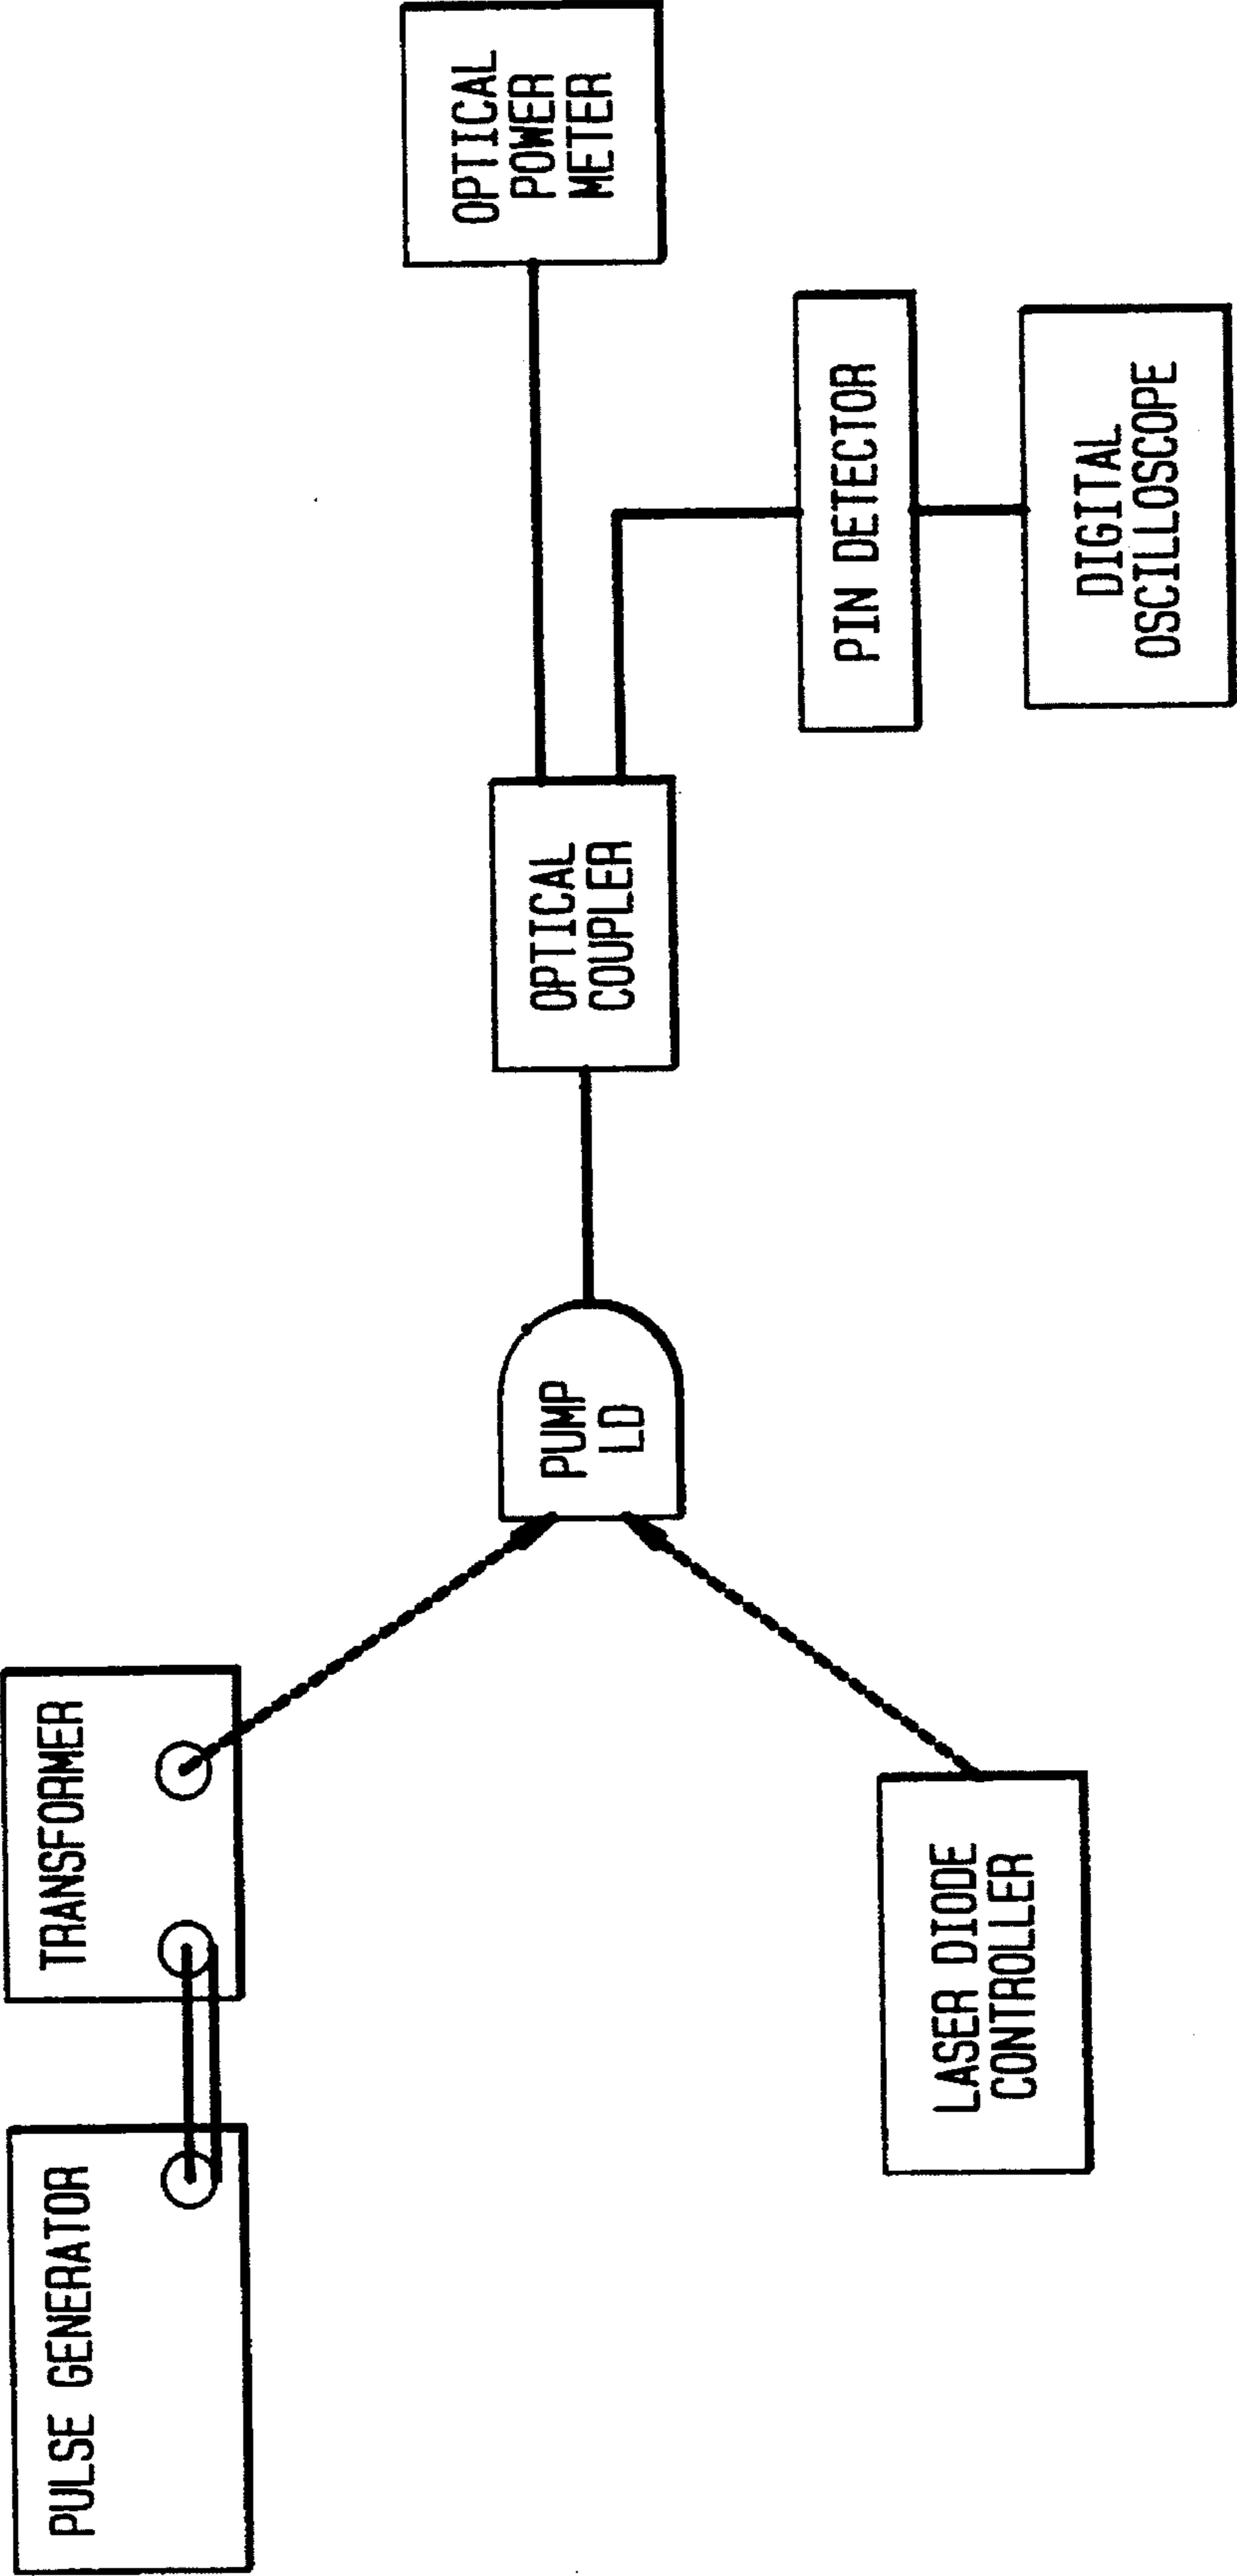 PULSE GENERATOR
TRANSFORMER
LASER DIODE
CONTROLLER
PUMP
LD
OPTICAL
COUPLER
OPTICAL
POWER
METER
PIN DETECTOR
DIGITAL
OSCILLOSCOPE